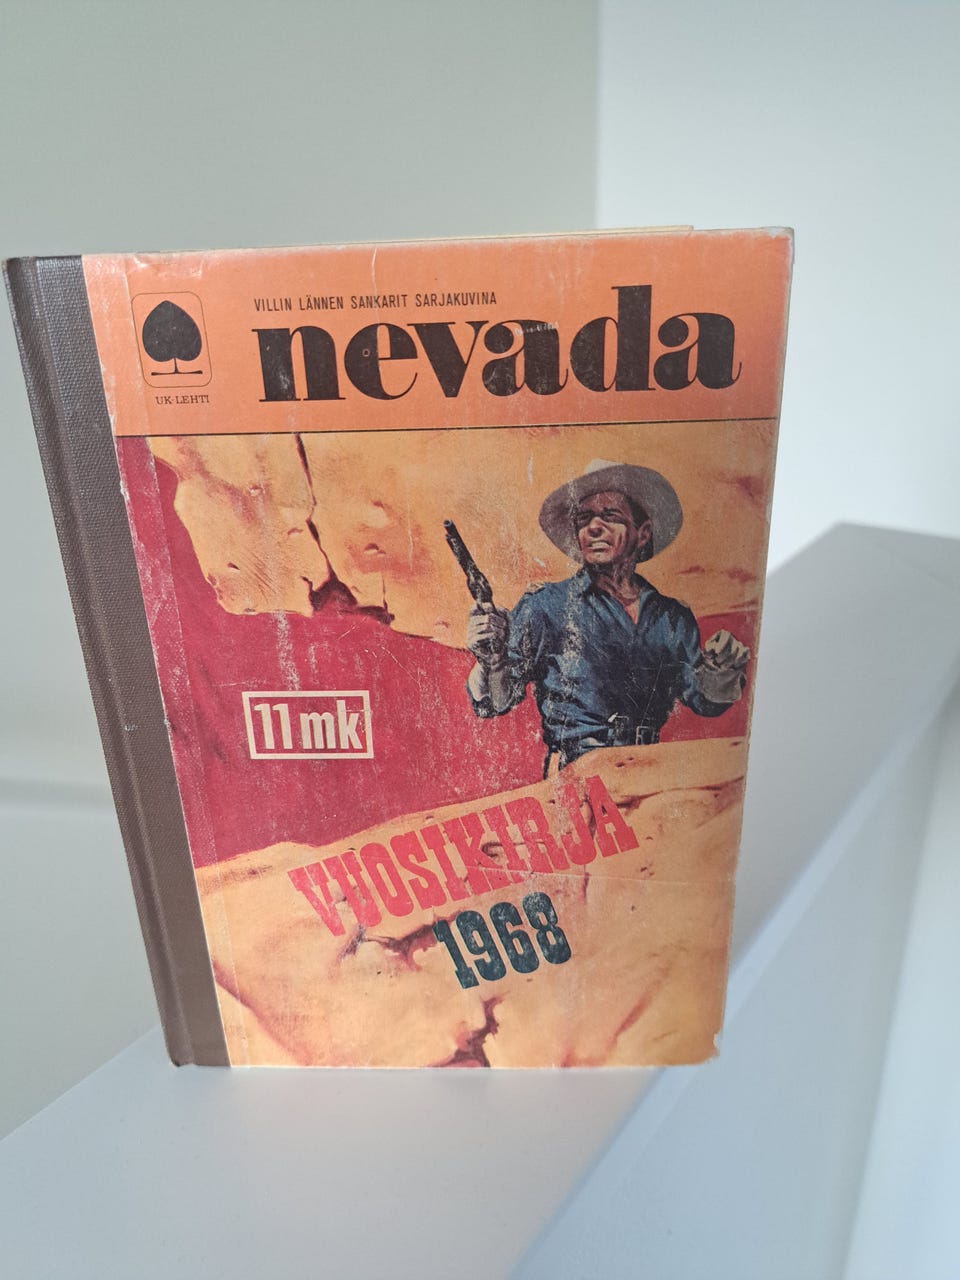 VILLIN LÄNNEN SANKARIT SARJAKUVINA
nevada
UK-LEHTI
11 mk
VUOSIKIRJA
1968